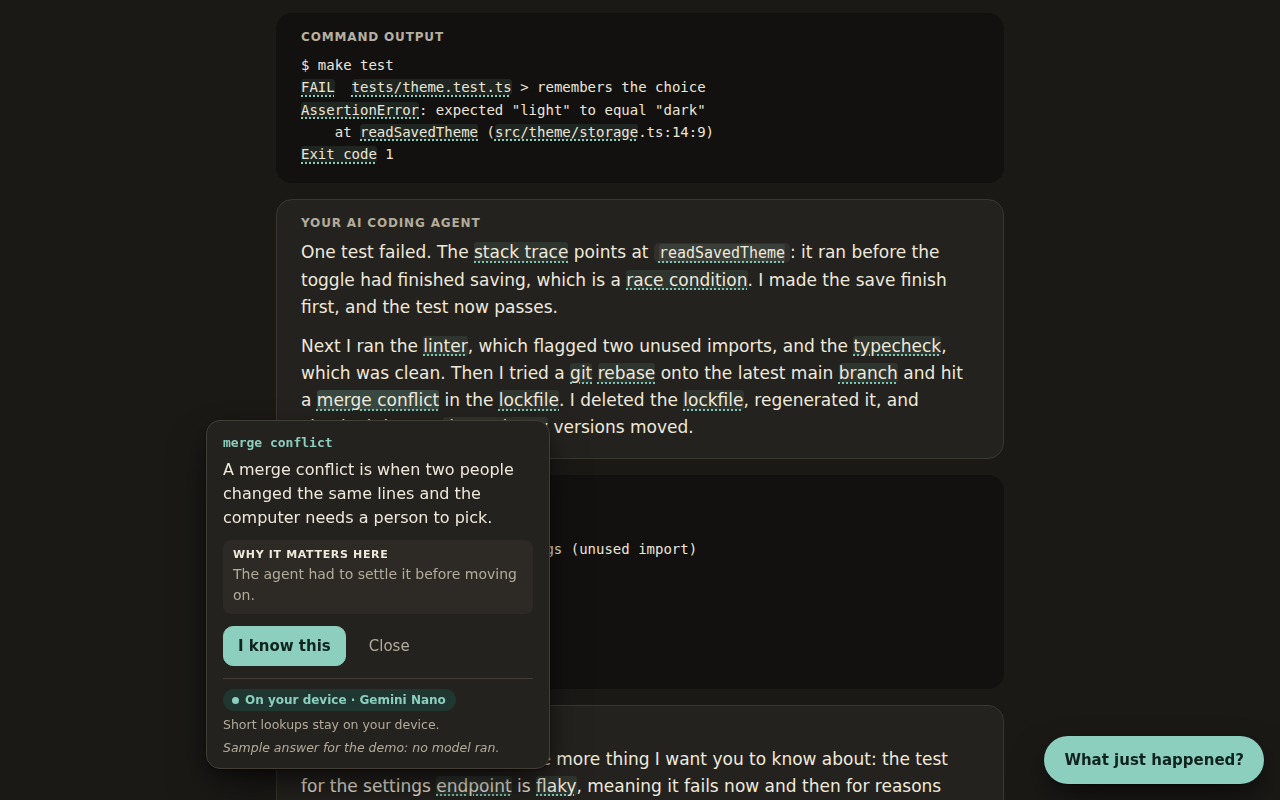 COMMAND OUTPUT
$ make test
FAIL  tests/theme.test.ts > remembers the choice
AssertionError: expected "light" to equal "dark"
    at readSavedTheme (src/theme/storage.ts:14:9)
Exit code 1
YOUR AI CODING AGENT
One test failed. The stack trace points at readSavedTheme: it ran before the
toggle had finished saving, which is a race condition. I made the save finish
first, and the test now passes.
Next I ran the linter, which flagged two unused imports, and the typecheck,
which was clean. Then I tried a git rebase onto the latest main branch and hit
a merge conflict in the lockfile. I deleted the lockfile, regenerated it, and
versions moved.
merge conflict
A merge conflict is when two people
changed the same lines and the
computer needs a person to pick.
WHY IT MATTERS HERE
The agent had to settle it before moving
on.
I know this Close
On your device · Gemini Nano
Short lookups stay on your device.
Sample answer for the demo: no model ran.
(unused import)
more thing I want you to know about: the test
for the settings endpoint is flaky, meaning it fails now and then for reasons
What just happened?